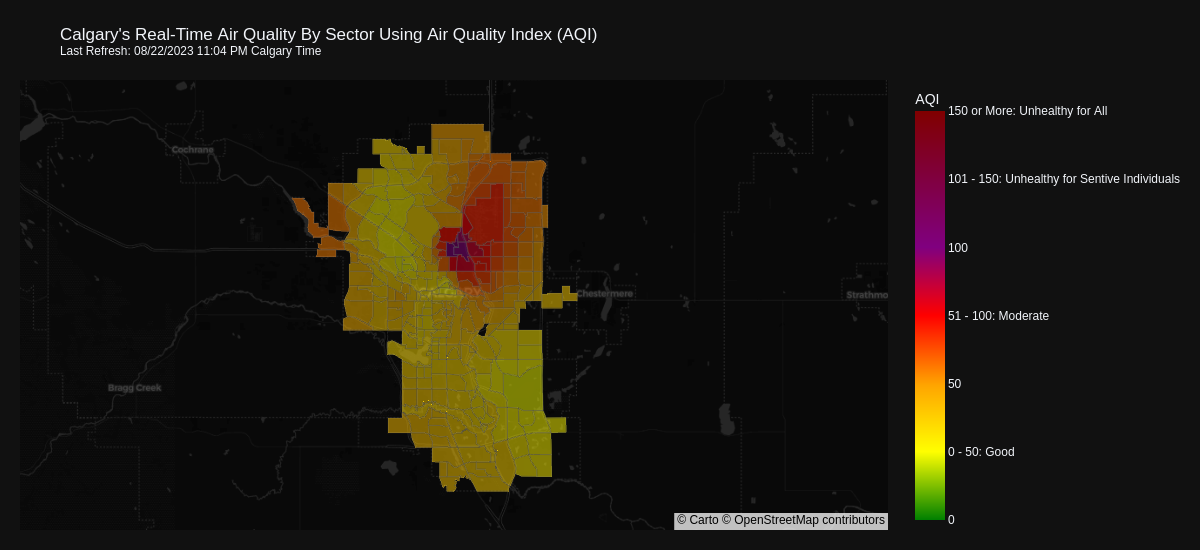 Calgary's Real-Time Air Quality By Sector Using Air Quality Index (AQI)
Last Refresh: 08/22/2023 11:04 PM Calgary Time
AQI
150 or More: Unhealthy for All
Cochrane
101 - 150: Unhealthy for Sentive Individuals
100
CALGARY
Chestermere
Strathmo
51 - 100: Moderate
50
Bragg Creek
0 - 50: Good
0
© Carto © OpenStreetMap contributors